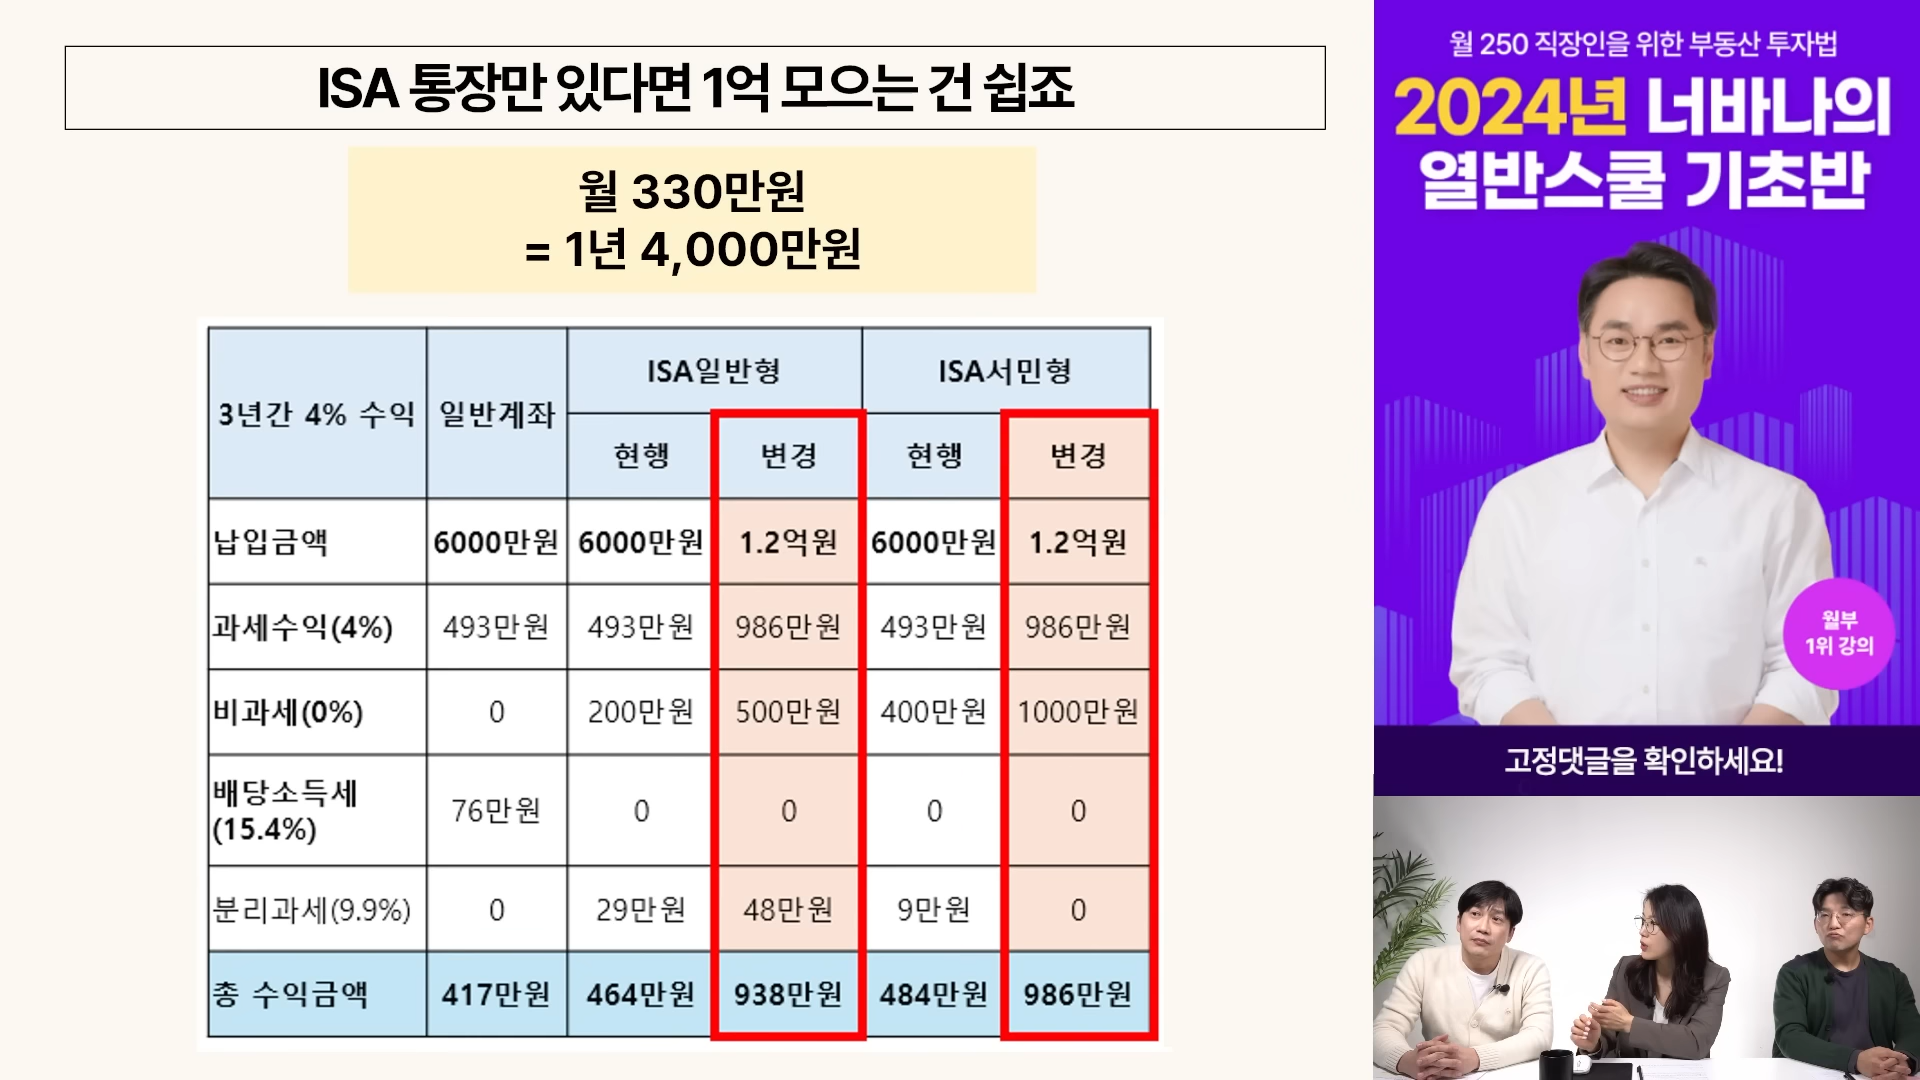 ISA 통장만 있다면 1억 모으는 건 쉽죠
월 330만원
= 1년 4,000만원
3년간 4% 수익 일반계좌 ISA일반형 ISA서민형
현행 변경 현행 변경
납입금액 6000만원 6000만원 1.2억원 6000만원 1.2억원
과세수익(4%) 493만원 493만원 986만원 493만원 986만원
비과세(0%) 0 200만원 500만원 400만원 1000만원
배당소득세
(15.4%) 76만원 0 0 0 0
분리과세(9.9%) 0 29만원 48만원 9만원 0
총 수익금액 417만원 464만원 938만원 484만원 986만원
월 250 직장인을 위한 부동산 투자법
2024년 너바나의
열반스쿨 기초반
월부
1위 강의
고정댓글을 확인하세요!